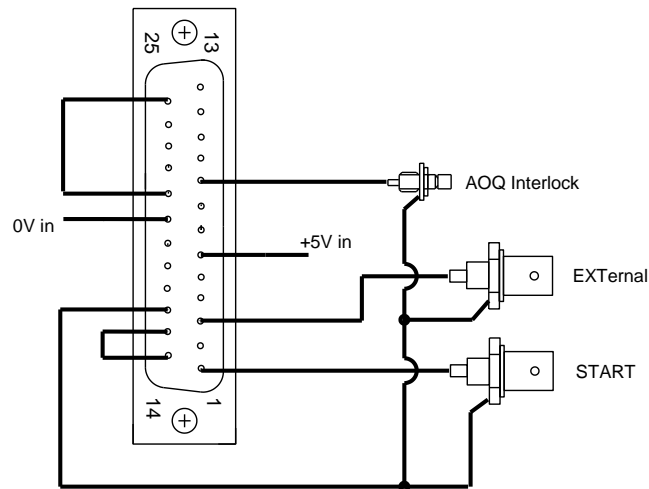 25
13
AOQ Interlock
0V in
+5V in
EXTernal
START
14
1